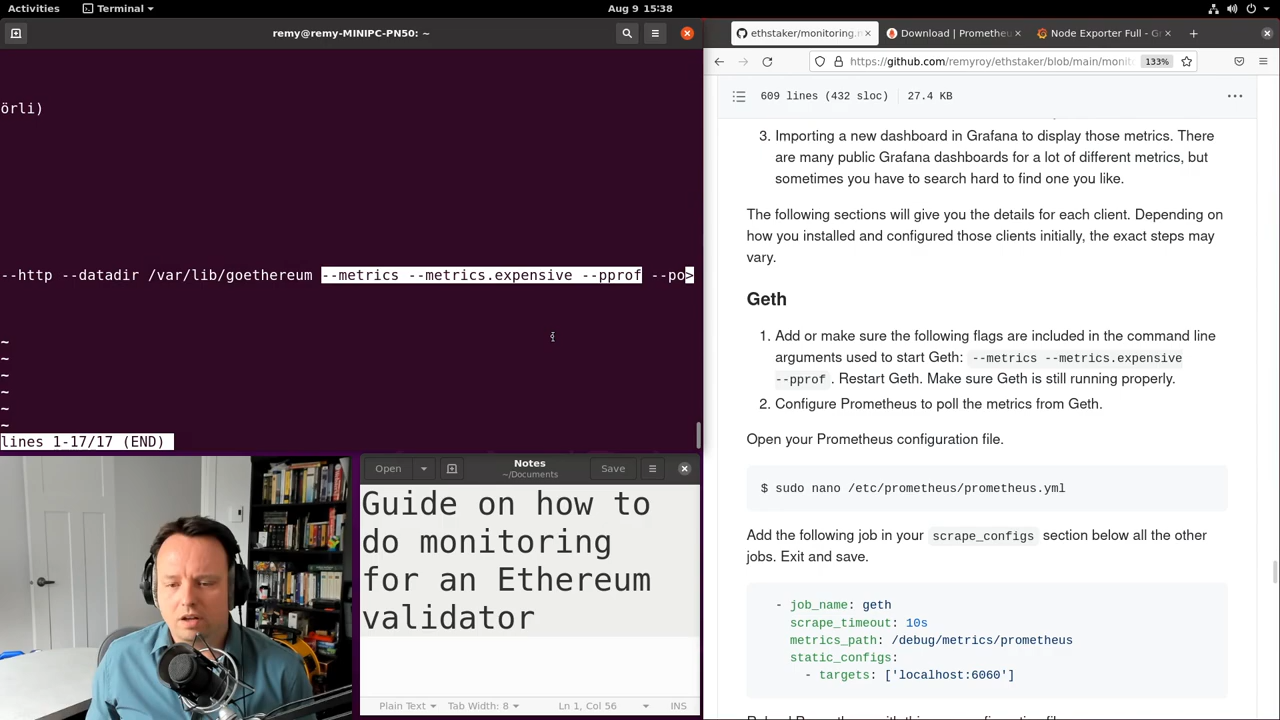 Activities
Terminal
Aug 9 15:38
remy@remy-MINIPC-PN50: ~
örli)
--http --datadir /var/lib/goethereum --metrics --metrics.expensive --pprof --po>
~
~
~
~
~
~
lines 1-17/17 (END)
Open
Notes
~/Documents
Save
Guide on how to
do monitoring
for an Ethereum
validator
Plain Text
Tab Width: 8
Ln 1, Col 56
INS
ethstaker/monitoring.m
Download | Prometheu
Node Exporter Full - Gr
https://github.com/remyroy/ethstaker/blob/main/monit
133%
609 lines (432 sloc)
27.4 KB
3. Importing a new dashboard in Grafana to display those metrics. There
are many public Grafana dashboards for a lot of different metrics, but
sometimes you have to search hard to find one you like.
The following sections will give you the details for each client. Depending on
how you installed and configured those clients initially, the exact steps may
vary.
Geth
1. Add or make sure the following flags are included in the command line
arguments used to start Geth: --metrics --metrics.expensive
--pprof . Restart Geth. Make sure Geth is still running properly.
2. Configure Prometheus to poll the metrics from Geth.
Open your Prometheus configuration file.
$ sudo nano /etc/prometheus/prometheus.yml
Add the following job in your scrape_configs section below all the other
jobs. Exit and save.
- job_name: geth
scrape_timeout: 10s
metrics_path: /debug/metrics/prometheus
static_configs:
- targets: ['localhost:6060']